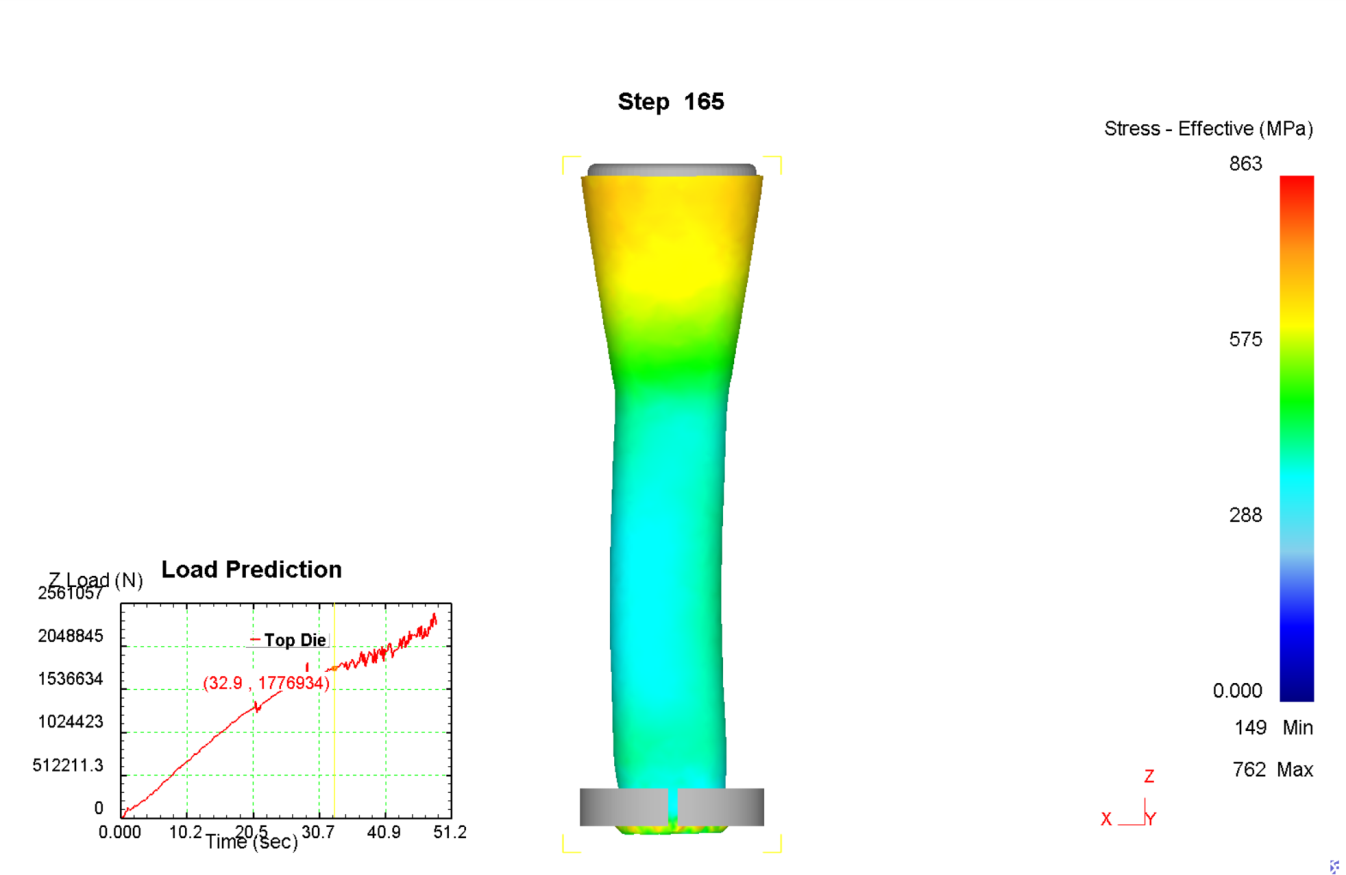 Step 165
Stress - Effective (MPa)
863
575
288
0.000
149 Min
762 Max
Load Prediction
Z Load (N)
2561057
2048845
1536634
1024423
512211.3
0
Top Die
(32.9 , 1776934)
0.000 10.2 20.5 30.7 40.9 51.2
Time (sec)
Z
X Y